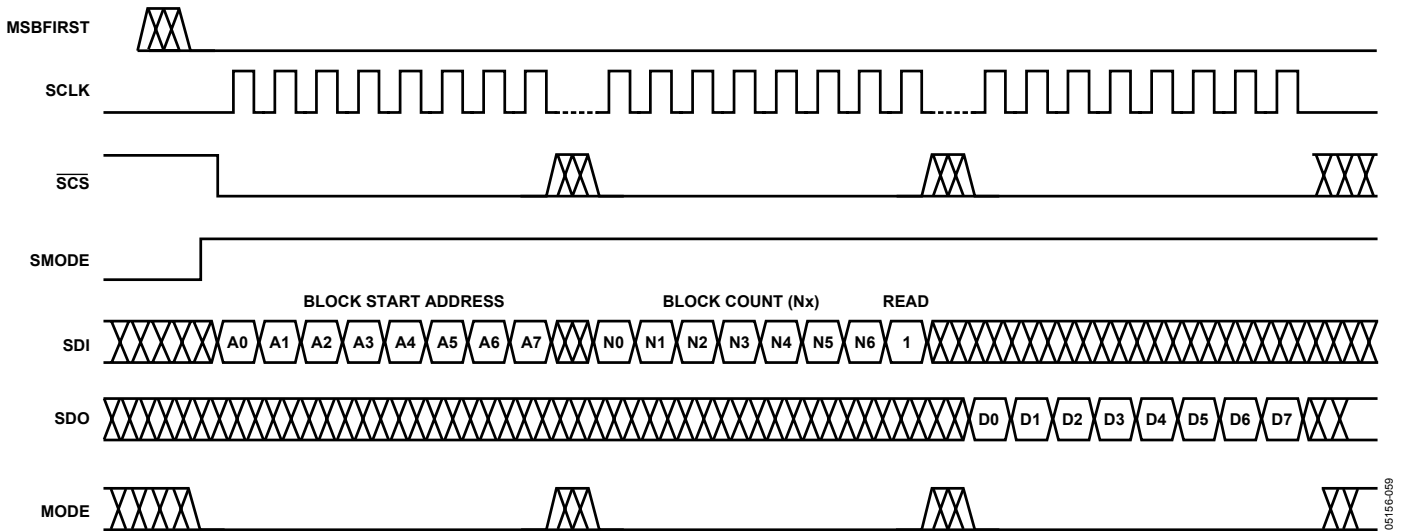 MSBFIRST
SCLK
SCS
SMODE
BLOCK START ADDRESS BLOCK COUNT (Nx) READ
SDI A0 A1 A2 A3 A4 A5 A6 A7 N0 N1 N2 N3 N4 N5 N6 1
SDO D0 D1 D2 D3 D4 D5 D6 D7
MODE
05156-059